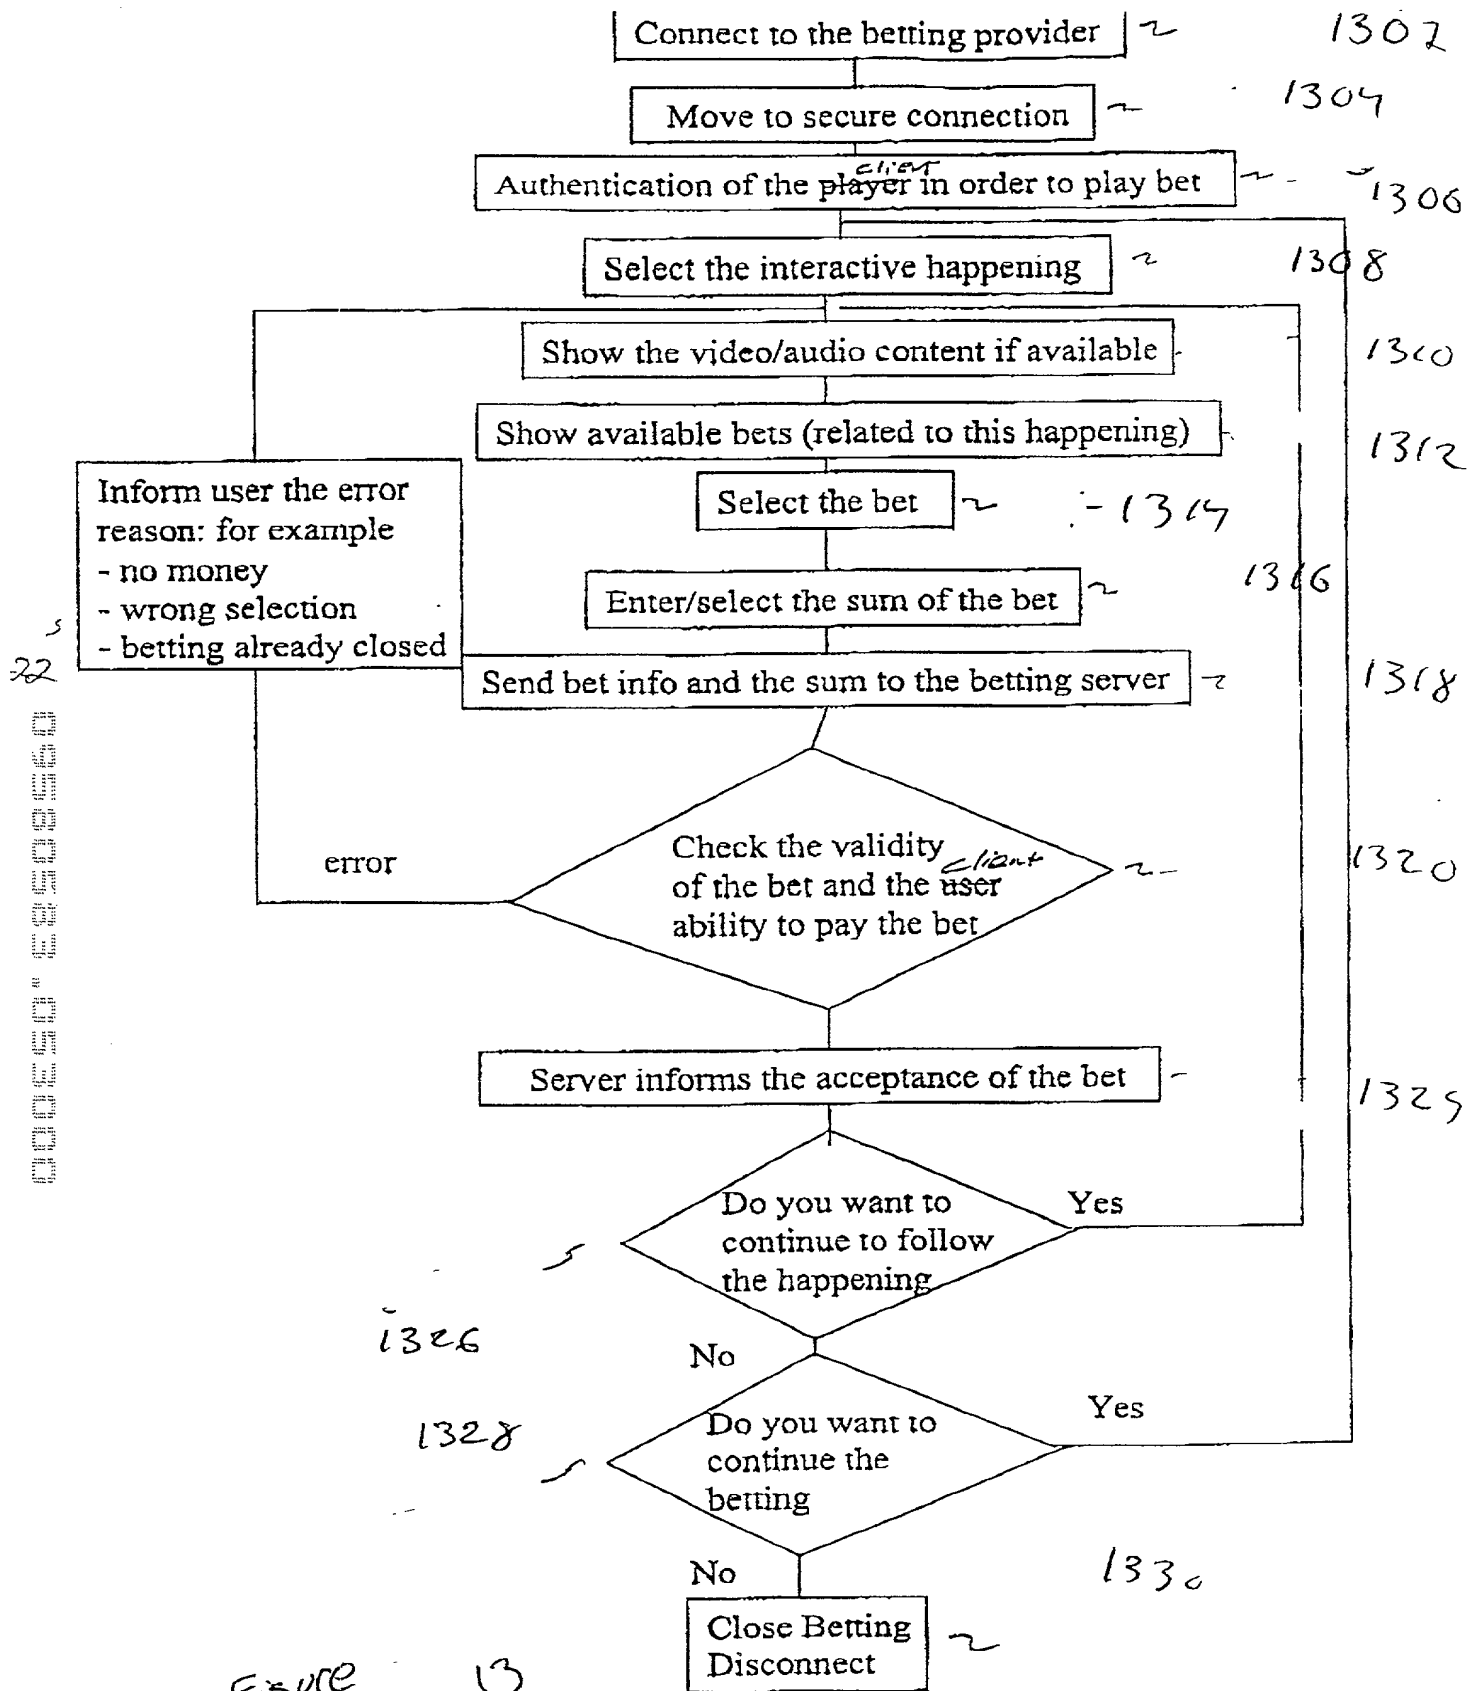 Connect to the betting provider 1302
Move to secure connection 1304
client
Authentication of the player in order to play bet 1306
Select the interactive happening 1308
Show the video/audio content if available 1310
Show available bets (related to this happening) 1312
Inform user the error
reason: for example
- no money
- wrong selection
- betting already closed
Select the bet 1314
Enter/select the sum of the bet 1316
Send bet info and the sum to the betting server 1318
22
09580583.053000
error
Check the validity
client
of the bet and the user
ability to pay the bet
1320
Server informs the acceptance of the bet
Do you want to
continue to follow
the happening
Yes
1326
No
1328
Do you want to
continue the
betting
Yes
No
1330
Close Betting
Disconnect
Figure 13